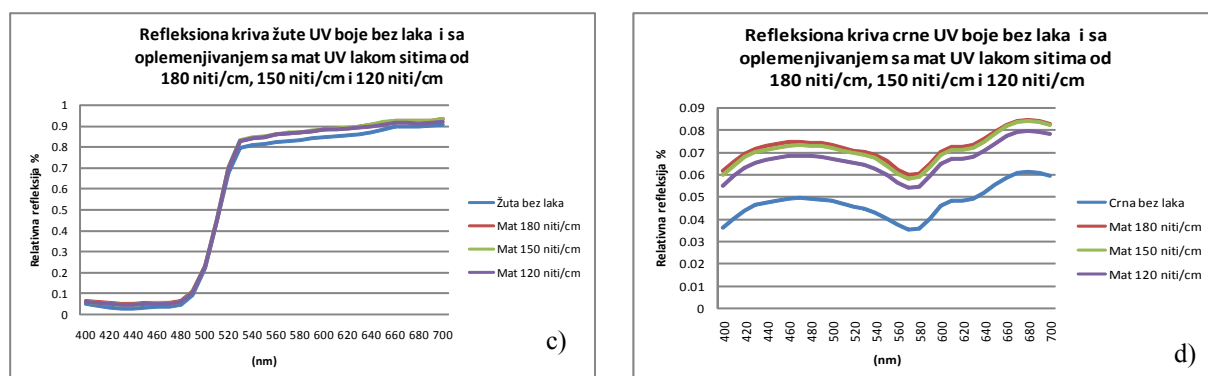 Refleksiona kriva žute UV boje bez laka i sa
oplemenjivanjem sa mat UV lakom sitima od
180 niti/cm, 150 niti/cm i 120 niti/cm
Relativna refleksija %
1
0.9
0.8
0.7
0.6
0.5
0.4
0.3
0.2
0.1
0
400 420 440 460 480 500 520 540 560 580 600 620 640 660 680 700
(nm)
Žuta bez laka
Mat 180 niti/cm
Mat 150 niti/cm
Mat 120 niti/cm
c)
Refleksiona kriva crne UV boje bez laka i sa
oplemenjivanjem sa mat UV lakom sitima od
180 niti/cm, 150 niti/cm i 120 niti/cm
Relativna refleksija %
0.09
0.08
0.07
0.06
0.05
0.04
0.03
0.02
0.01
0
400 420 440 460 480 500 520 540 560 580 600 620 640 660 680 700
(nm)
Crna bez laka
Mat 180 niti/cm
Mat 150 niti/cm
Mat 120 niti/cm
d)